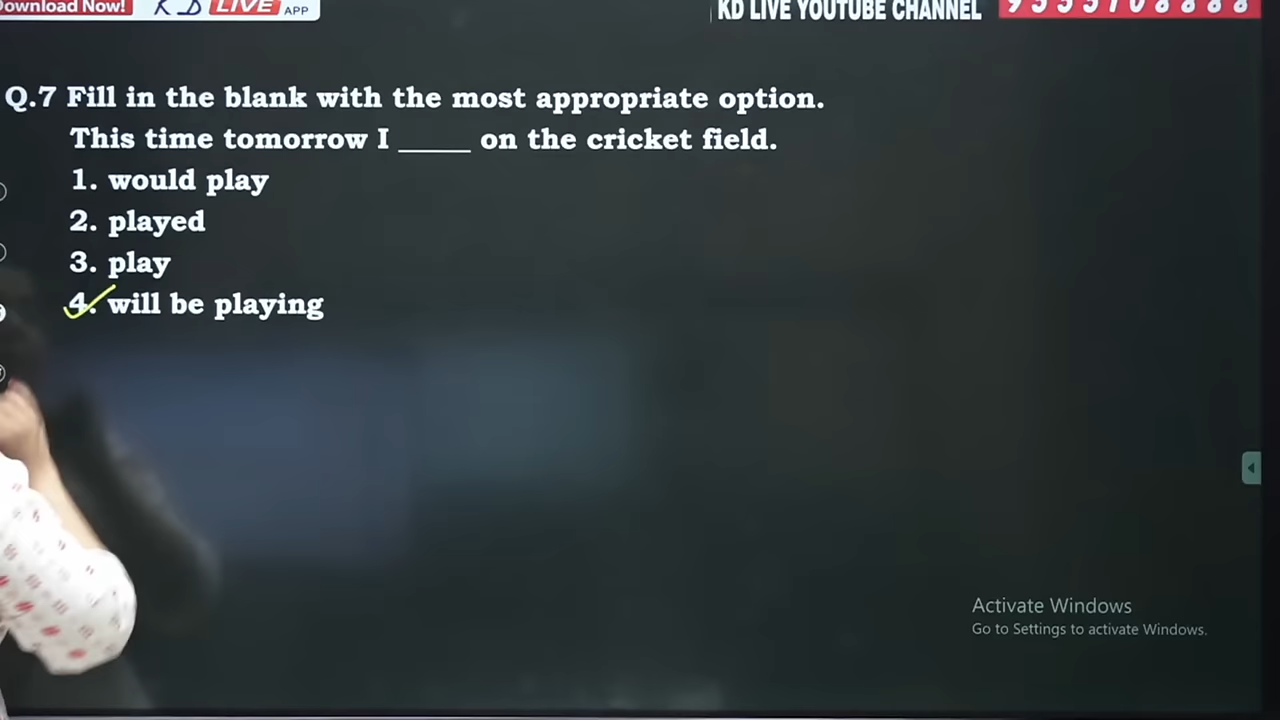 Download Now! KD LIVE APP
KD LIVE YOUTUBE CHANNEL
Q.7 Fill in the blank with the most appropriate option.
This time tomorrow I ____ on the cricket field.
1. would play
2. played
3. play
4. will be playing
Activate Windows
Go to Settings to activate Windows.